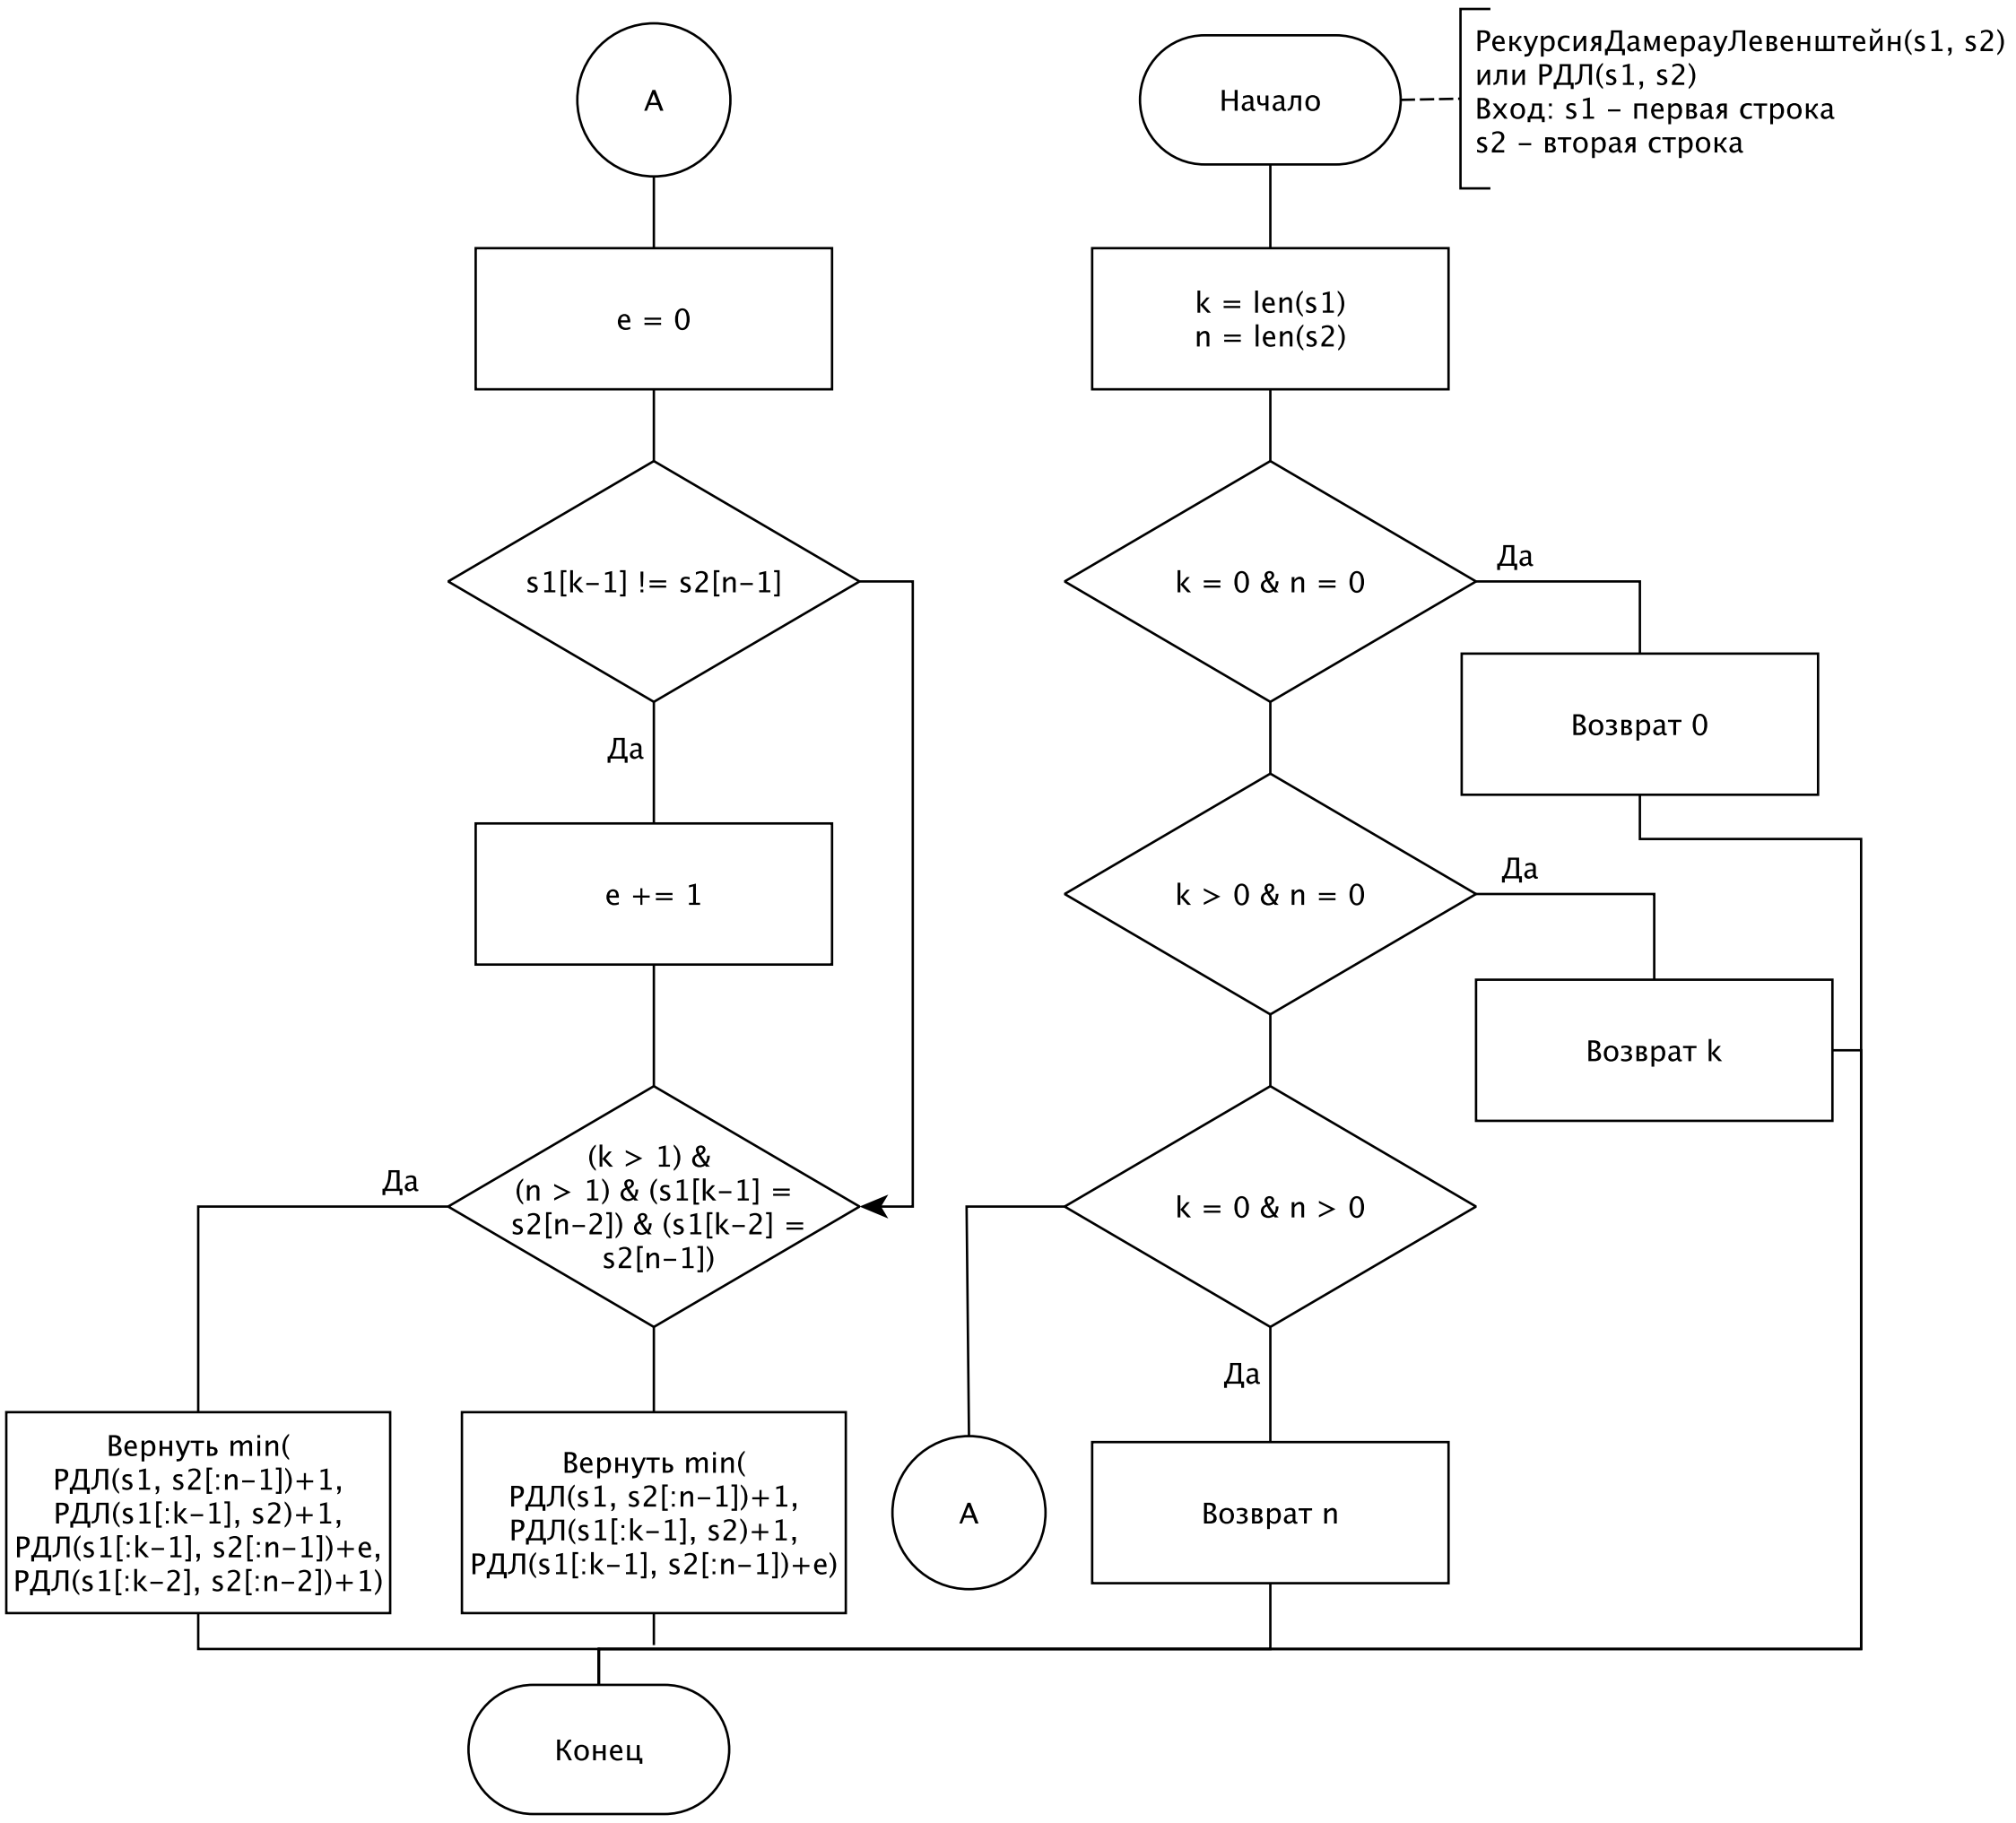 А
Начало
РекурсияДамерауЛевенштейн(s1, s2)
или РДЛ(s1, s2)
Вход: s1 – первая строка
s2 – вторая строка
e = 0
k = len(s1)
n = len(s2)
s1[k-1] != s2[n-1]
Да
e += 1
k = 0 & n = 0
Да
Возврат 0
k > 0 & n = 0
Да
Возврат k
(k > 1) &
(n > 1) & (s1[k-1] =
s2[n-2]) & (s1[k-2] =
s2[n-1])
Да
k = 0 & n > 0
Да
Вернуть min(
РДЛ(s1, s2[:n-1])+1,
РДЛ(s1[:k-1], s2)+1,
РДЛ(s1[:k-1], s2[:n-1])+e,
РДЛ(s1[:k-2], s2[:n-2])+1)
Вернуть min(
РДЛ(s1, s2[:n-1])+1,
РДЛ(s1[:k-1], s2)+1,
РДЛ(s1[:k-1], s2[:n-1])+e)
А
Возврат n
Конец